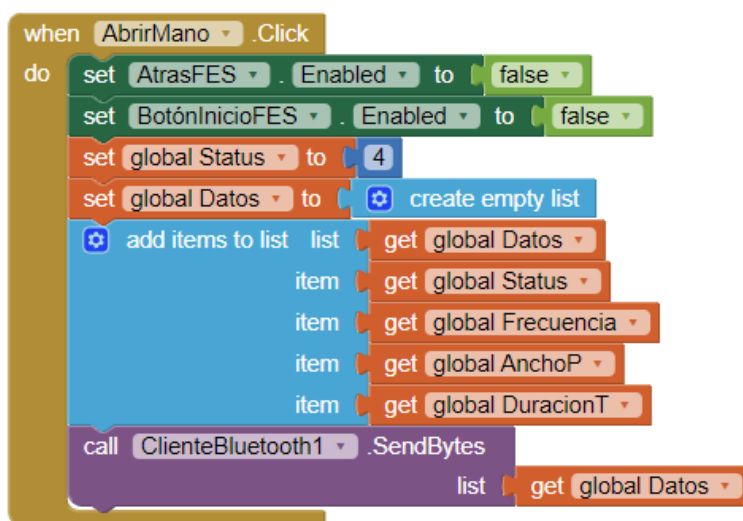 when AbrirMano .Click
do set AtrasFES . Enabled to false
set BotónInicioFES . Enabled to false
set global Status to 4
set global Datos to create empty list
add items to list list get global Datos
item get global Status
item get global Frecuencia
item get global AnchoP
item get global DuracionT
call ClienteBluetooth1 .SendBytes
list get global Datos